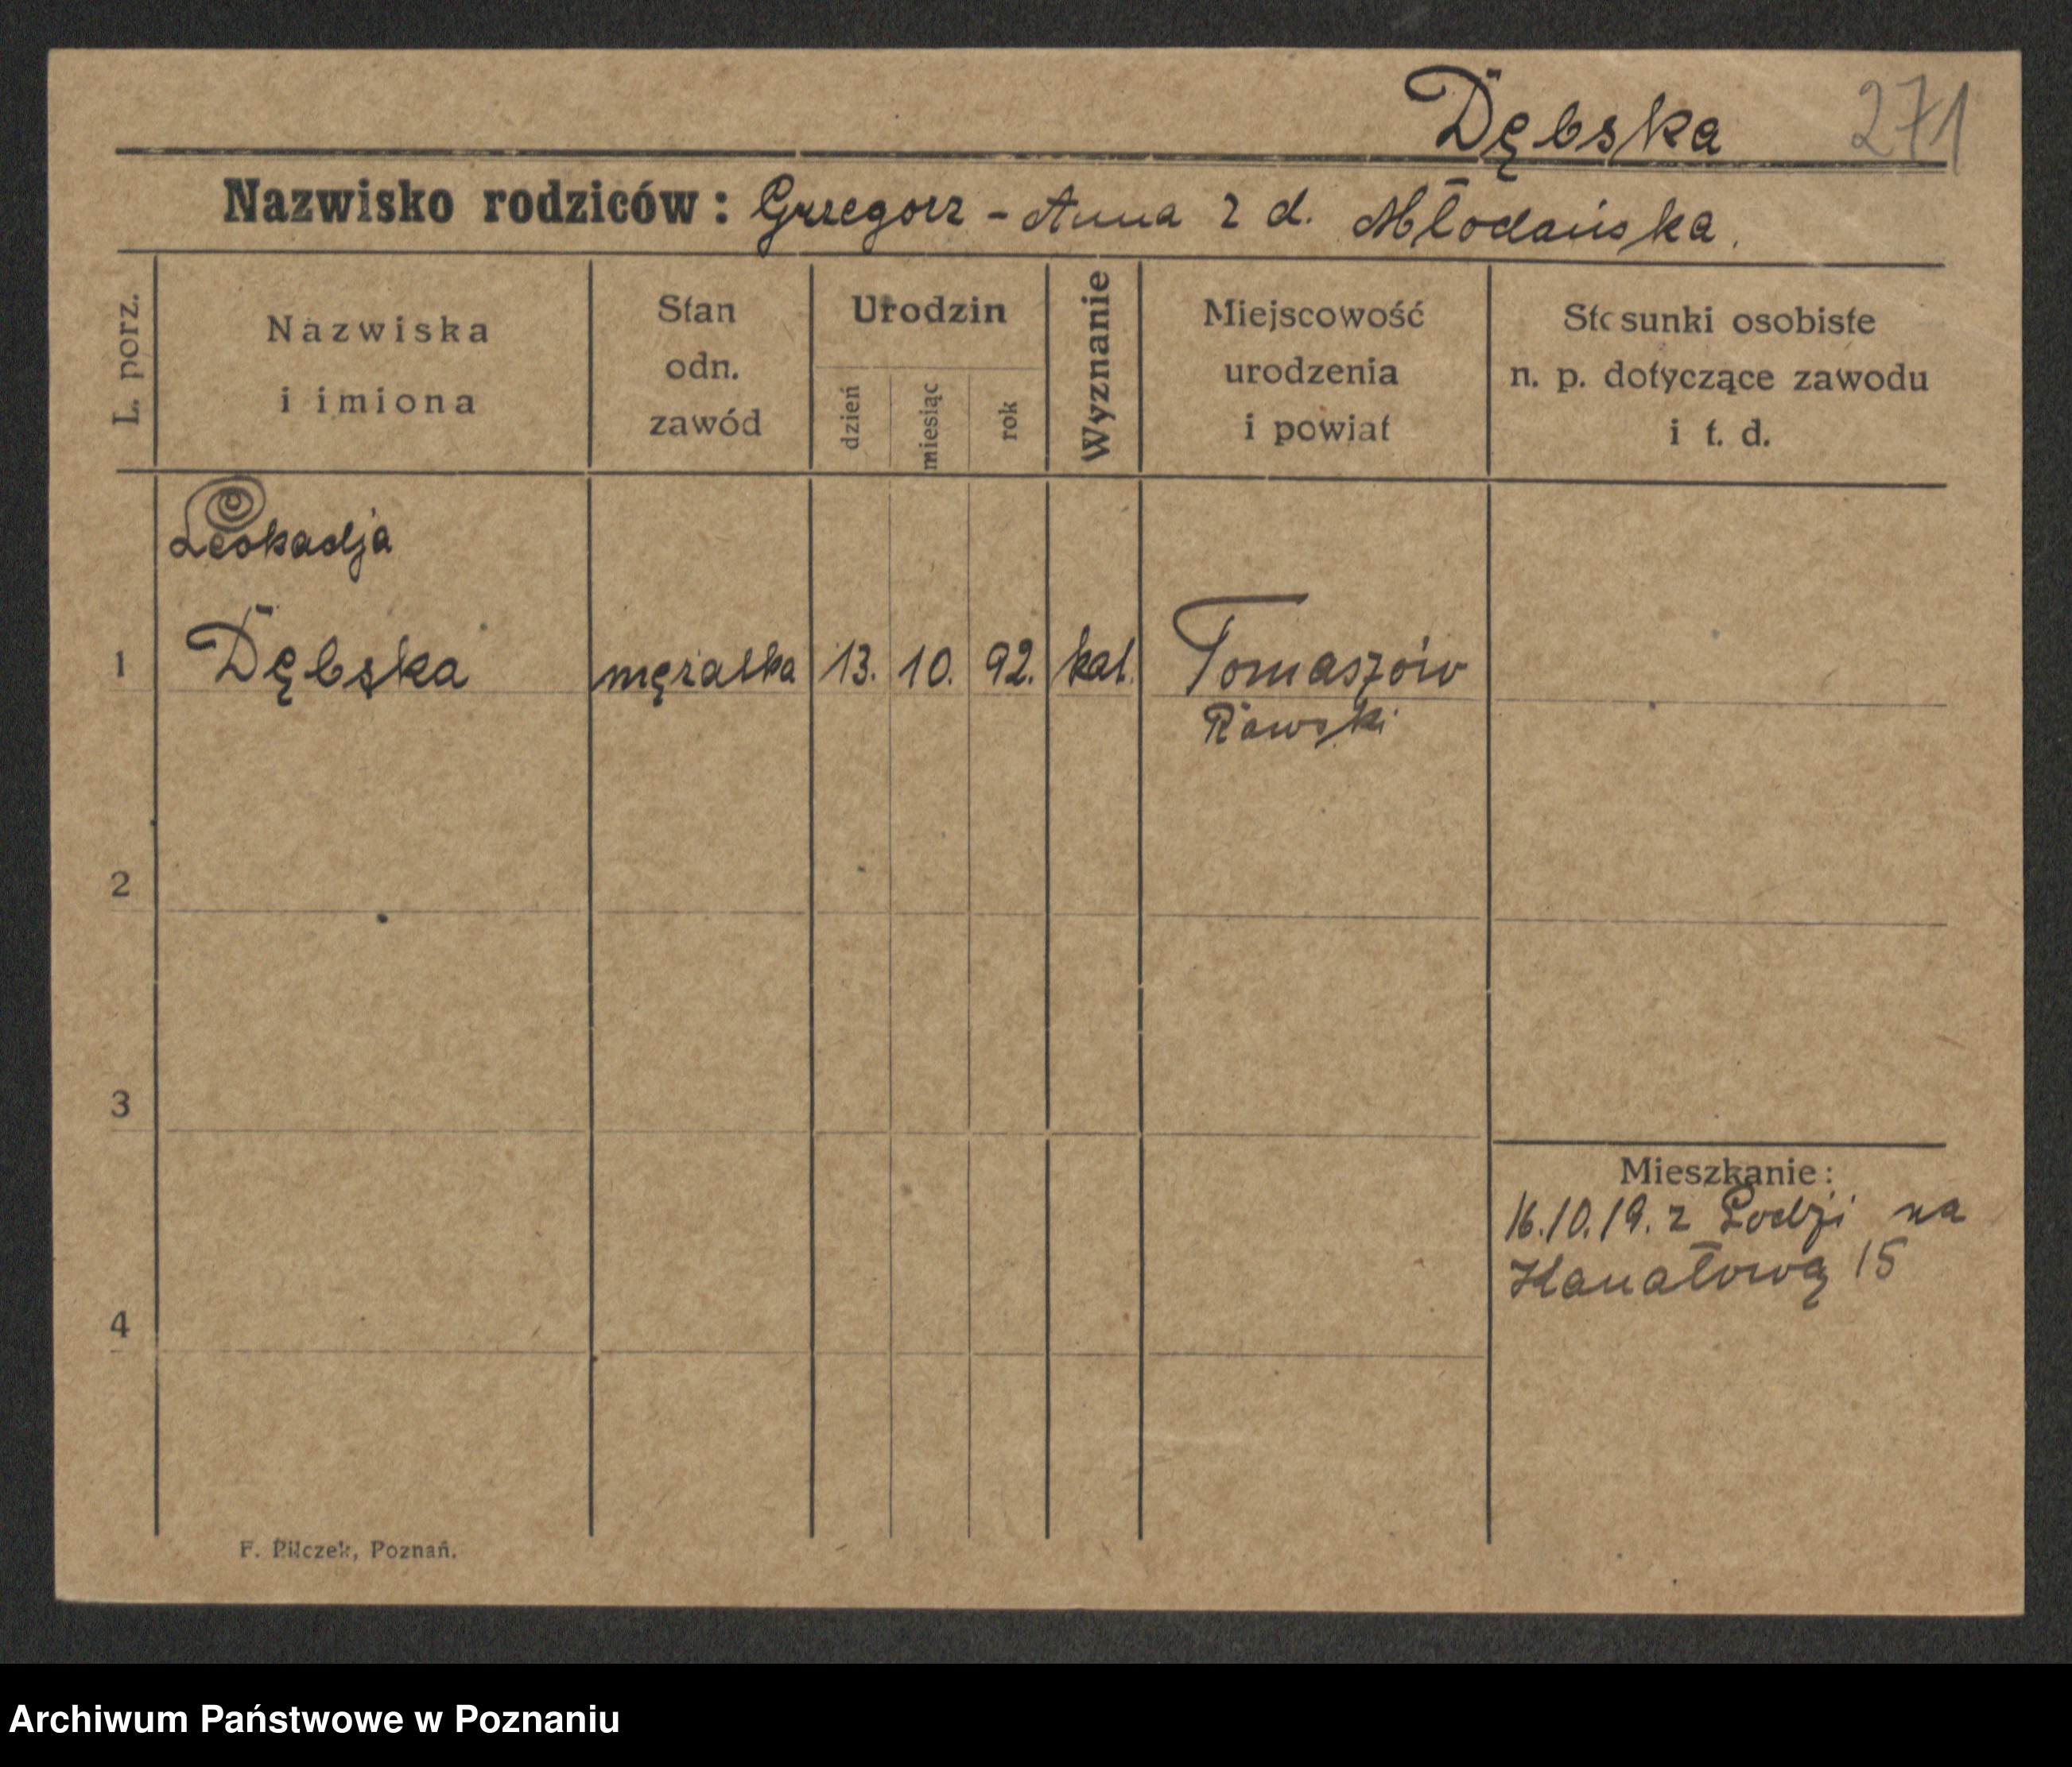 Dębska 271
Nazwisko rodziców: Grzegorz - Anna z d. Młodańska.
L. porz.
Nazwiska
i imiona
Stan
odn.
zawód
Urodzin
dzień
miesiąc
rok
Wyznanie
Miejscowość
urodzenia
i powiat
Stosunki osobiste
n. p. dotyczące zawodu
i t. d.
Leokadja
1 Dębska mężatka 13. 10. 92. kat. Tomaszów
Rawski
2
3
Mieszkanie:
16.10.19. z Łodzi na
Kanałową 15
4
F. Pilczek, Poznań.
Archiwum Państwowe w Poznaniu